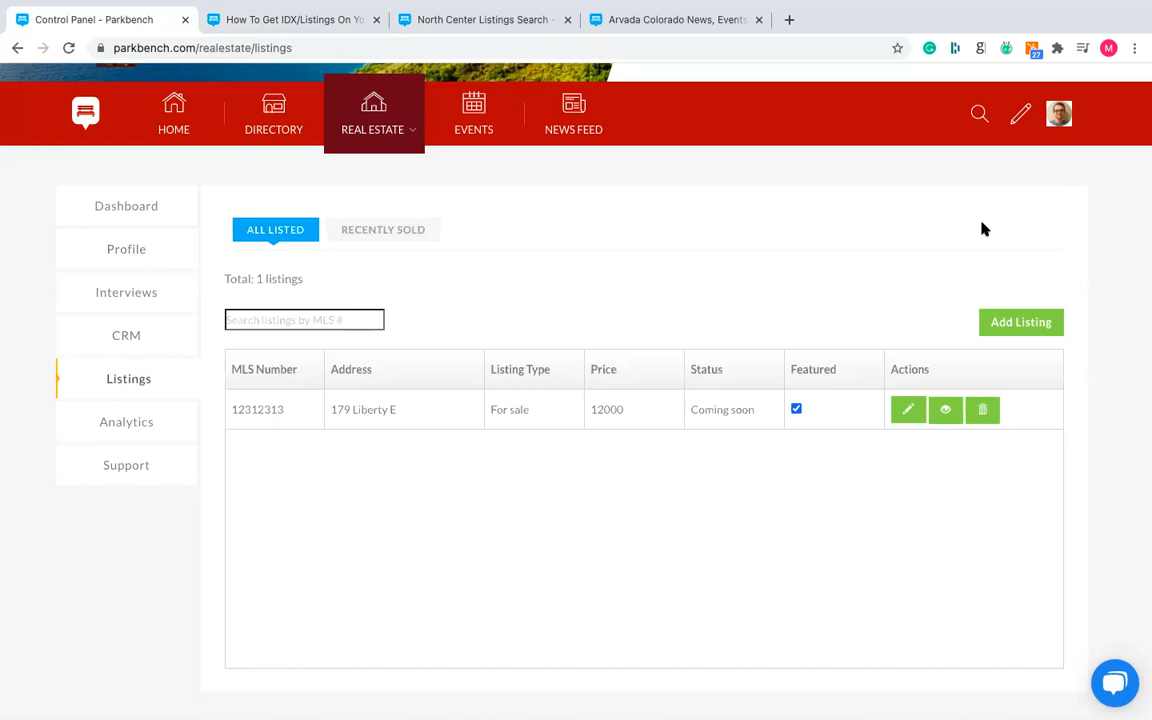 Control Panel - Parkbench
How To Get IDX/Listings On Yo
North Center Listings Search -
Arvada Colorado News, Events
parkbench.com/realestate/listings
27
M
HOME
DIRECTORY
REAL ESTATE
EVENTS
NEWS FEED
Dashboard
Profile
Interviews
CRM
Listings
Analytics
Support
ALL LISTED
RECENTLY SOLD
Total: 1 listings
Search listings by MLS #
Add Listing
MLS Number
Address
Listing Type
Price
Status
Featured
Actions
12312313
179 Liberty E
For sale
12000
Coming soon